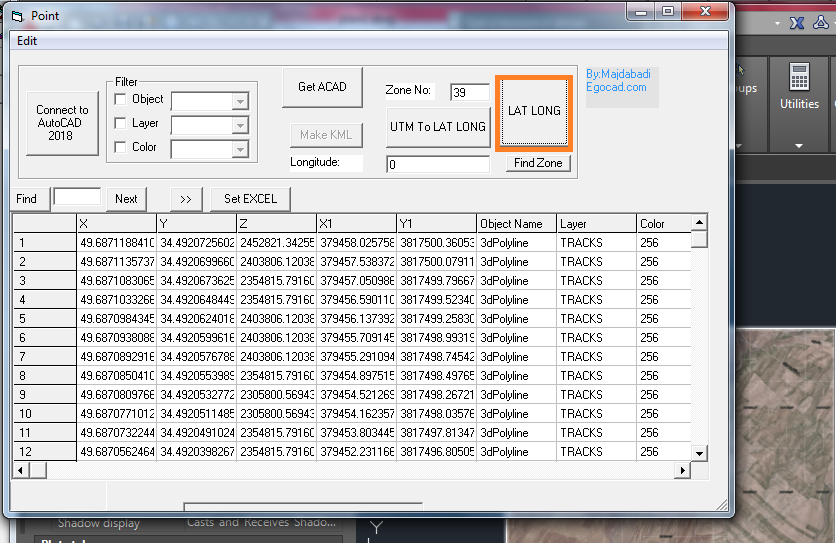 Point
Edit
Connect to
AutoCAD
2018
Filter
Object
Layer
Color
Get ACAD
Make KML
Longitude:
Zone No:
39
UTM To LAT LONG
0
LAT LONG
Find Zone
By:Majdabadi
Egocad.com
Utilities
Find
Next
>>
Set EXCEL
X Y Z X1 Y1 Object Name Layer Color
1 49.6871188410 34.4920725602 2452821.34255 379458.025758 3817500.36053 3dPolyline TRACKS 256
2 49.6871135737 34.4920699660 2403806.12038 379457.538372 3817500.07911 3dPolyline TRACKS 256
3 49.6871083065 34.4920673625 2354815.79160 379457.050986 3817499.79667 3dPolyline TRACKS 256
4 49.6871033266 34.4920648449 2354815.79160 379456.590110 3817499.52340 3dPolyline TRACKS 256
5 49.6870984345 34.4920624018 2403806.12038 379456.137392 3817499.25830 3dPolyline TRACKS 256
6 49.6870938086 34.4920599616 2403806.12038 379455.709145 3817498.99319 3dPolyline TRACKS 256
7 49.6870892916 34.4920576788 2403806.12038 379455.291094 3817498.74542 3dPolyline TRACKS 256
8 49.6870850410 34.4920553989 2354815.79160 379454.897515 3817498.49765 3dPolyline TRACKS 256
9 49.6870809766 34.4920532772 2305800.56943 379454.521269 3817498.26721 3dPolyline TRACKS 256
10 49.6870771012 34.4920511485 2305800.56943 379454.162357 3817498.03576 3dPolyline TRACKS 256
11 49.6870732244 34.4920491024 2354815.79160 379453.803445 3817497.81347 3dPolyline TRACKS 256
12 49.6870562464 34.4920398267 2354815.79160 379452.231166 3817496.80505 3dPolyline TRACKS 256
Shadow display Casts and Receives Shado...
Y